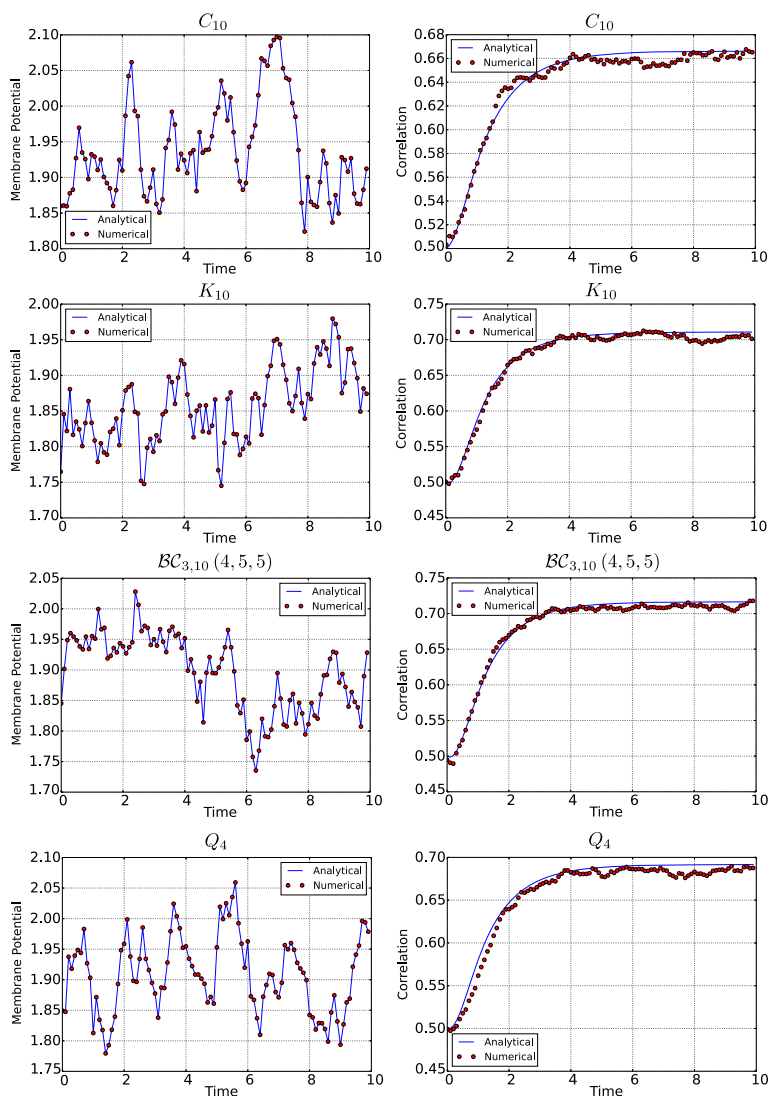 C10
2.10
2.05
2.00
1.95
1.90
1.85
1.80
0 2 4 6 8 10
Membrane Potential
Time
Analytical
Numerical
C10
0.66
0.64
0.62
0.60
0.58
0.56
0.54
0.52
0.50
0 2 4 6 8 10
Correlation
Time
Analytical
Numerical
K10
2.00
1.95
1.90
1.85
1.80
1.75
1.70
0 2 4 6 8 10
Membrane Potential
Time
Analytical
Numerical
K10
0.75
0.70
0.65
0.60
0.55
0.50
0.45
0 2 4 6 8 10
Correlation
Time
Analytical
Numerical
BC3,10 (4, 5, 5)
2.05
2.00
1.95
1.90
1.85
1.80
1.75
1.70
0 2 4 6 8 10
Membrane Potential
Time
Analytical
Numerical
BC3,10 (4, 5, 5)
0.75
0.70
0.65
0.60
0.55
0.50
0.45
0 2 4 6 8 10
Correlation
Time
Analytical
Numerical
Q4
2.10
2.05
2.00
1.95
1.90
1.85
1.80
1.75
0 2 4 6 8 10
Membrane Potential
Time
Analytical
Numerical
Q4
0.70
0.65
0.60
0.55
0.50
0.45
0 2 4 6 8 10
Correlation
Time
Analytical
Numerical